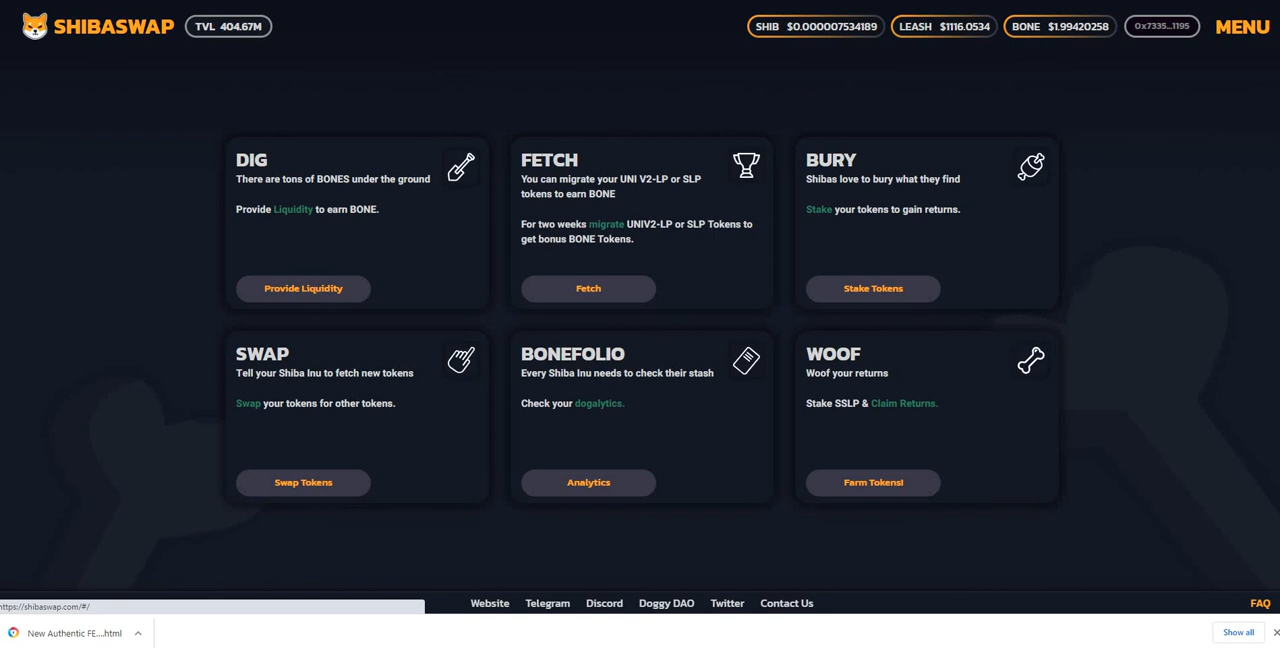 SHIBASWAP TVL 404.67M SHIB $0.000007534189 LEASH $1116.0534 BONE $1.99420258 0x7335...1195 MENU
DIG
There are tons of BONES under the ground
Provide Liquidity to earn BONE.
Provide Liquidity
FETCH
You can migrate your UNI V2-LP or SLP
tokens to earn BONE
For two weeks migrate UNIV2-LP or SLP Tokens to
get bonus BONE Tokens.
Fetch
BURY
Shibas love to bury what they find
Stake your tokens to gain returns.
Stake Tokens
SWAP
Tell your Shiba Inu to fetch new tokens
Swap your tokens for other tokens.
Swap Tokens
BONEFOLIO
Every Shiba Inu needs to check their stash
Check your dogalytics.
Analytics
WOOF
Woof your returns
Stake SSLP & Claim Returns.
Farm Tokens!
Website Telegram Discord Doggy DAO Twitter Contact Us FAQ
https://shibaswap.com/#/
New Authentic FE....html Show all